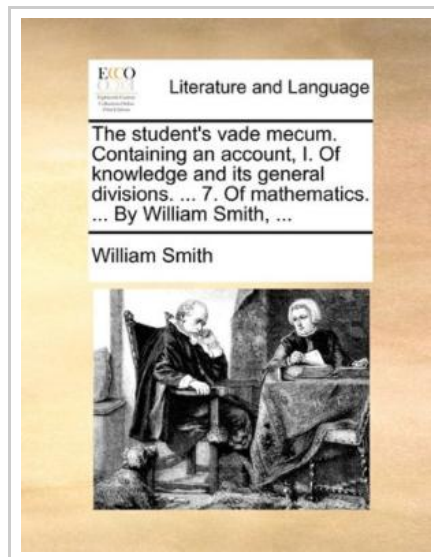 ECCO
Literature and Language
The student's vade mecum.
Containing an account, I. Of
knowledge and its general
divisions. ... 7. Of mathematics.
... By William Smith, ...
William Smith